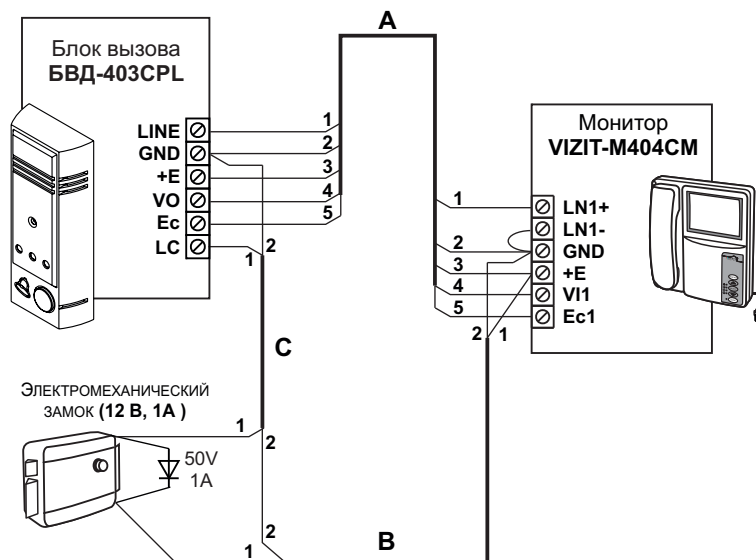 A
Блок вызова
БВД-403CPL
LINE
GND
+E
VO
Ec
LC
1
2
3
4
5
1
2
Монитор
VIZIT-M404CM
1
2
3
4
5
LN1+
LN1-
GND
+E
VI1
Ec1
2
1
C
ЭЛЕКТРОМЕХАНИЧЕСКИЙ
ЗАМОК (12 В, 1А )
1
2
50V
1A
2
1
B